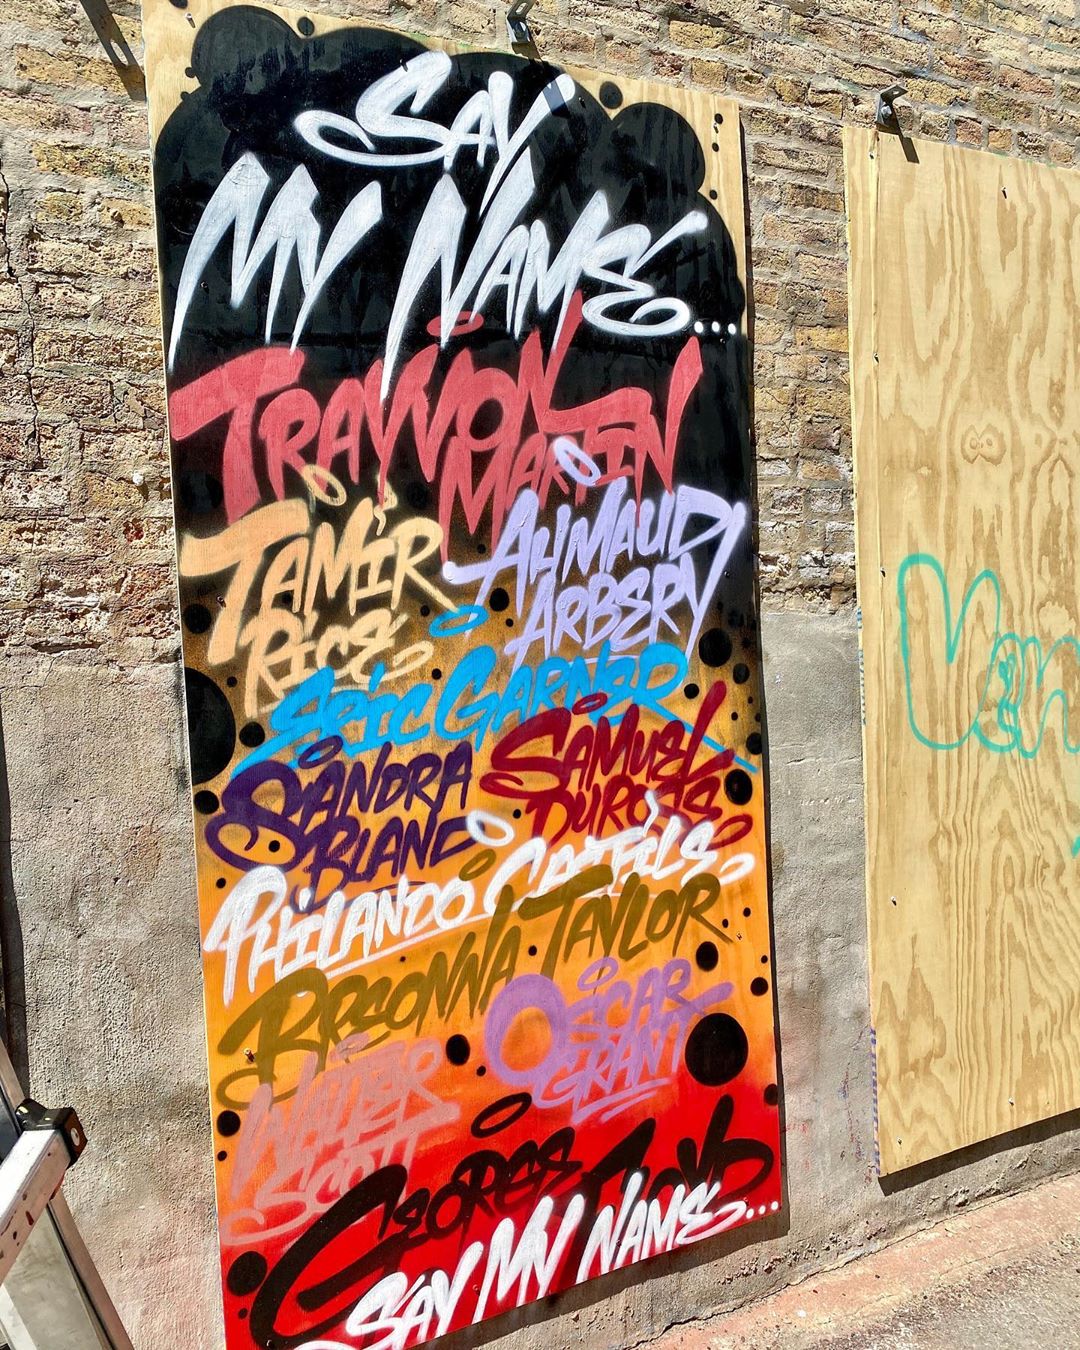 SAY
MY NAME...
TRAYVON
MARTIN
TAMIR
RICE
AHMAUD
ARBERY
ERIC GARNER
SANDRA
BLAND
SAMUEL
DUBOSE
PHILANDO CASTILE
BREONNA TAYLOR
OSCAR
GRANT
WALTER
SCOTT
GEORGE FLOYD
SAY MY NAME...